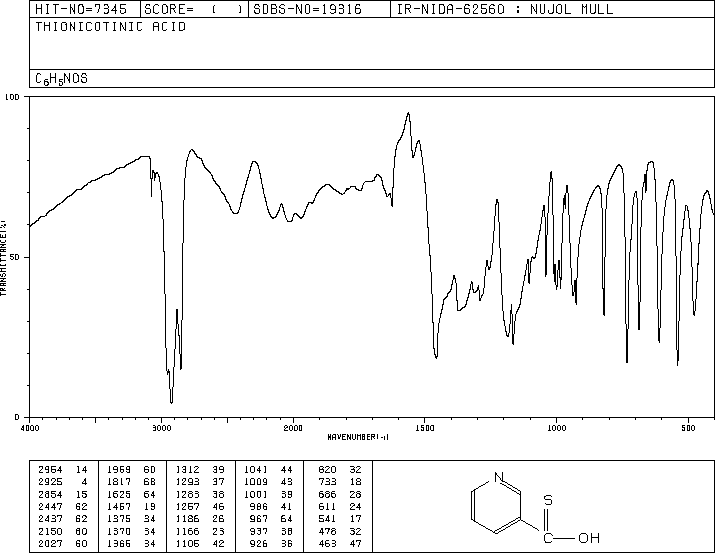 HIT-NO=7345 SCORE= ( ) SDBS-NO=19316 IR-NIDA-62560 : NUJOL MULL
THIONICOTINIC ACID
C6H5NOS
100
50
0
TRANSMITTANCE(%)
4000 3000 2000 1500 1000 500
WAVENUMBER(-1)
2964 14 1969 60 1312 39 1041 44 820 32
2925 4 1817 68 1293 37 1009 43 733 18
2854 15 1625 64 1283 38 1001 39 686 28
2447 62 1457 19 1257 46 986 41 611 24
2437 62 1375 34 1186 26 967 64 541 17
2150 60 1370 34 1166 23 937 38 478 32
2027 60 1366 34 1106 42 926 36 463 47
N
S
C
OH